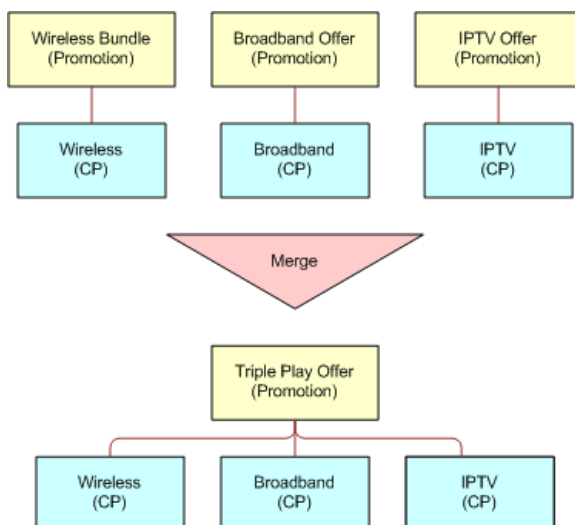 Wireless Bundle
(Promotion)
Broadband Offer
(Promotion)
IPTV Offer
(Promotion)
Wireless
(CP)
Broadband
(CP)
IPTV
(CP)
Merge
Triple Play Offer
(Promotion)
Wireless
(CP)
Broadband
(CP)
IPTV
(CP)